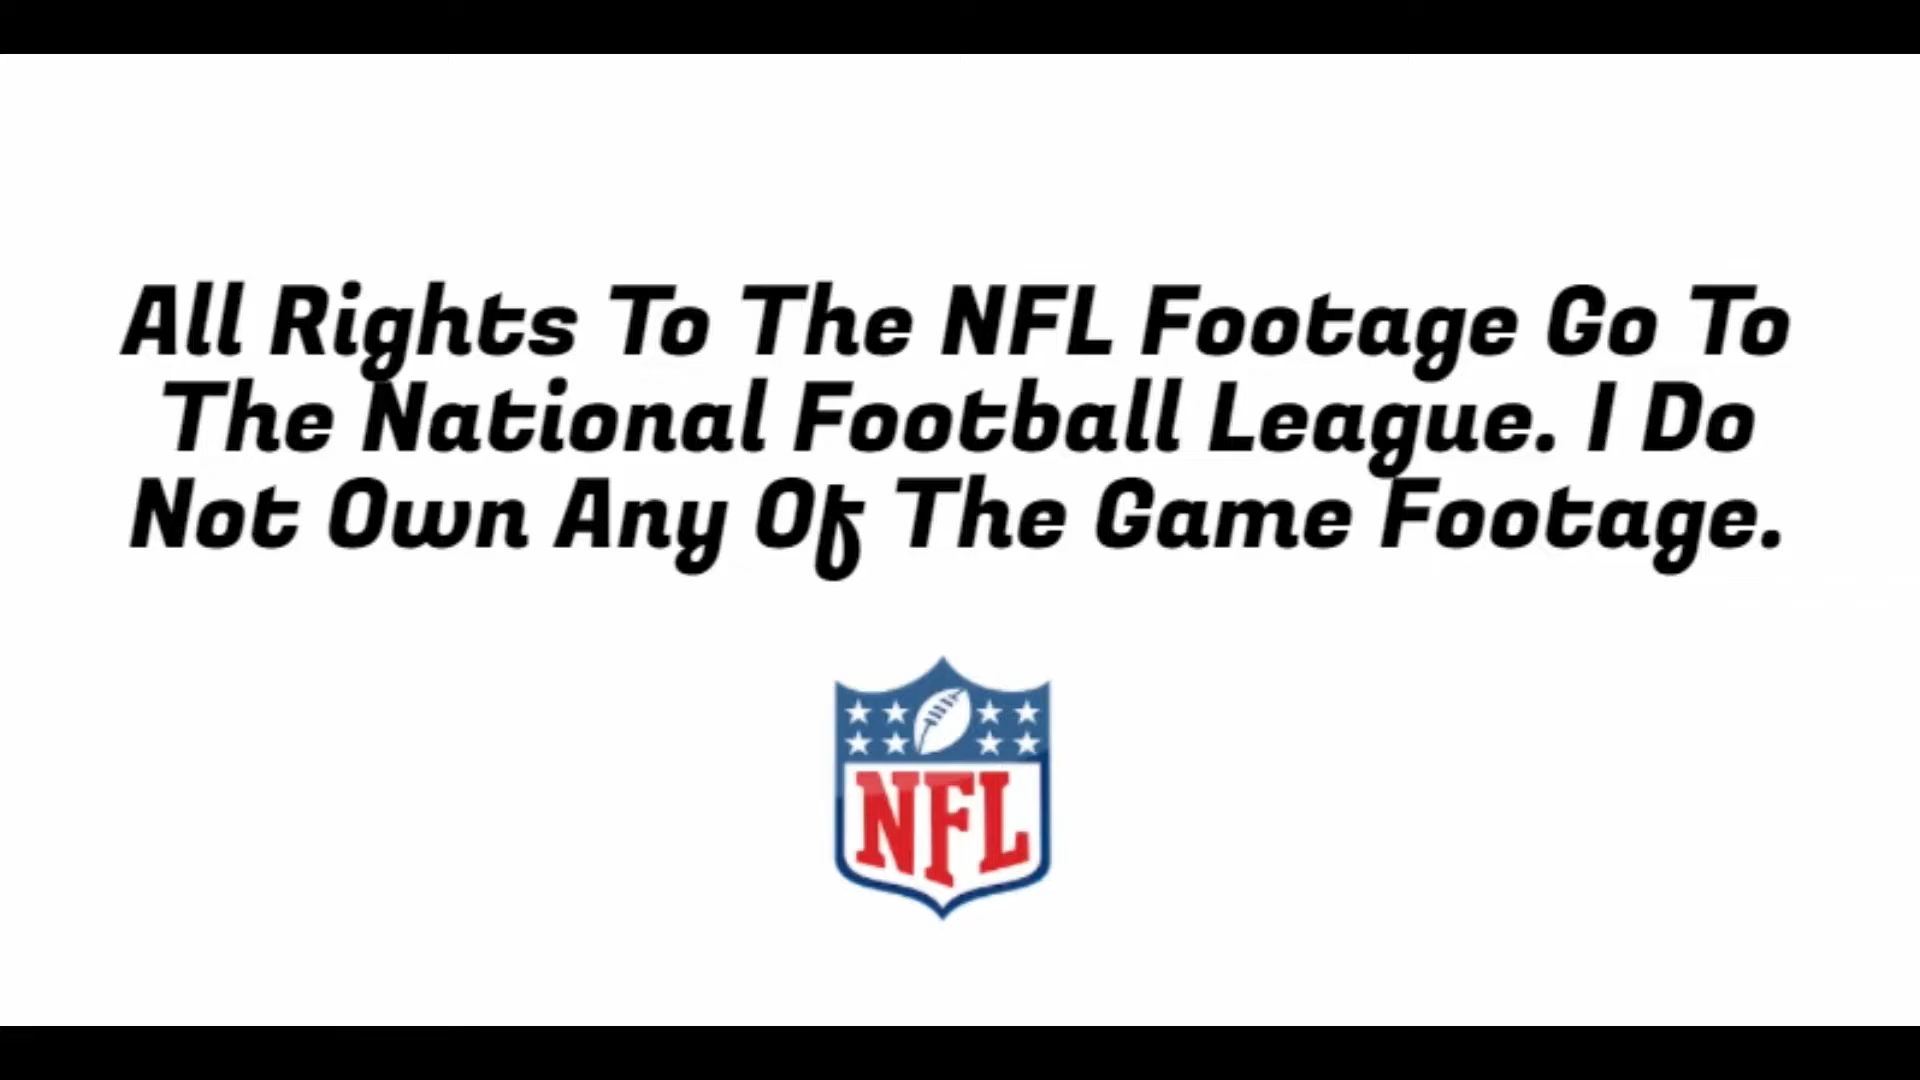 All Rights To The NFL Footage Go To
The National Football League. I Do
Not Own Any Of The Game Footage.
NFL